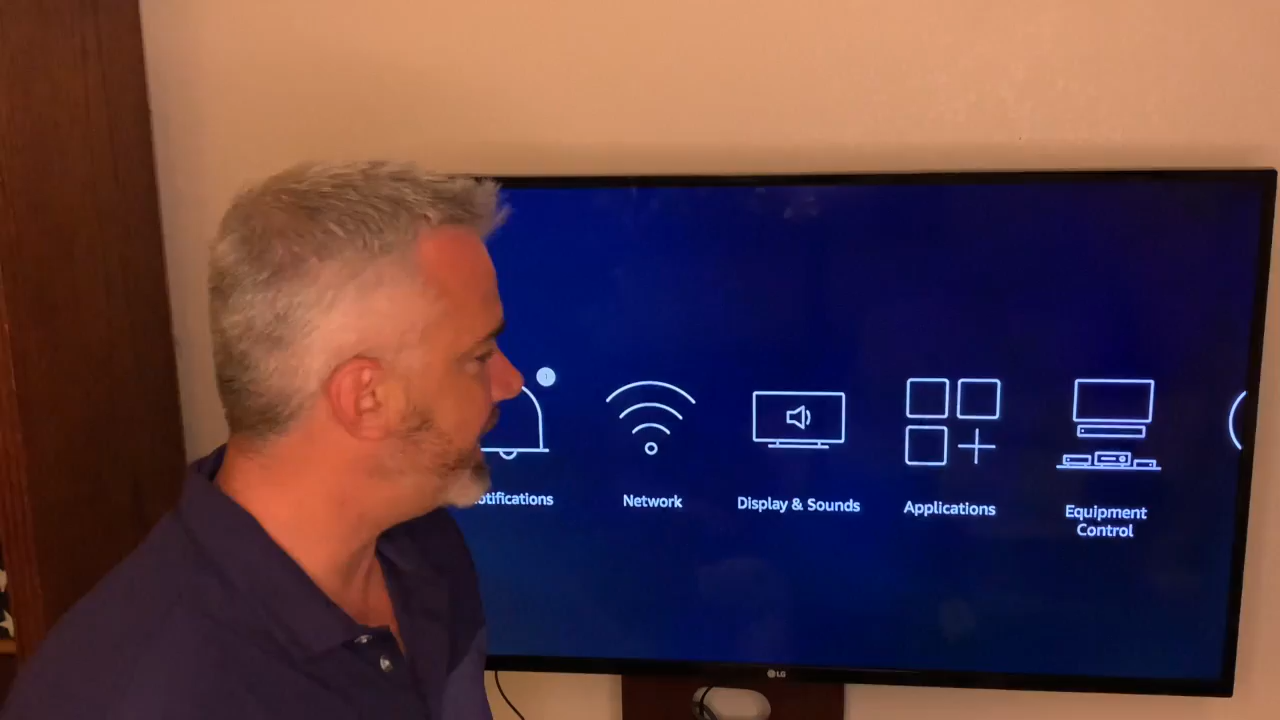 otifications
Network
Display & Sounds
Applications
Equipment
Control
LG